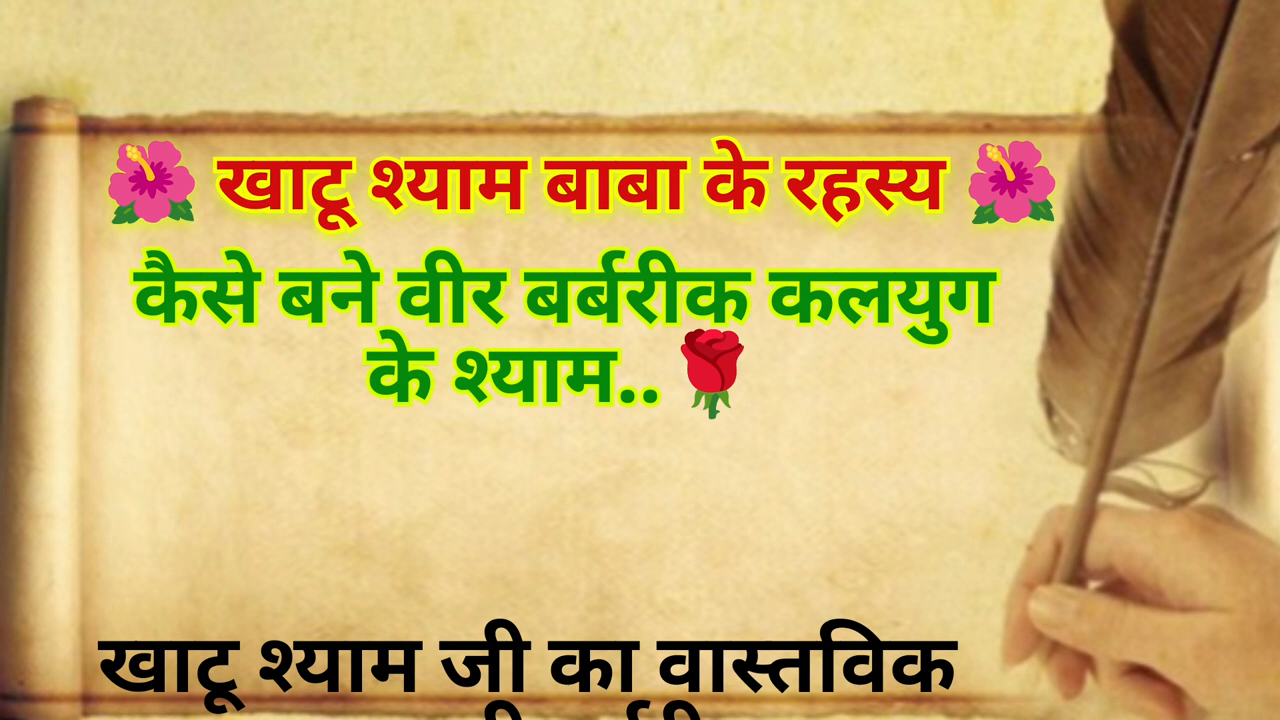 🌺 खाटू श्याम बाबा के रहस्य 🌺
कैसे बने वीर बर्बरीक कलयुग
के श्याम..🌹
खाटू श्याम जी का वास्तविक